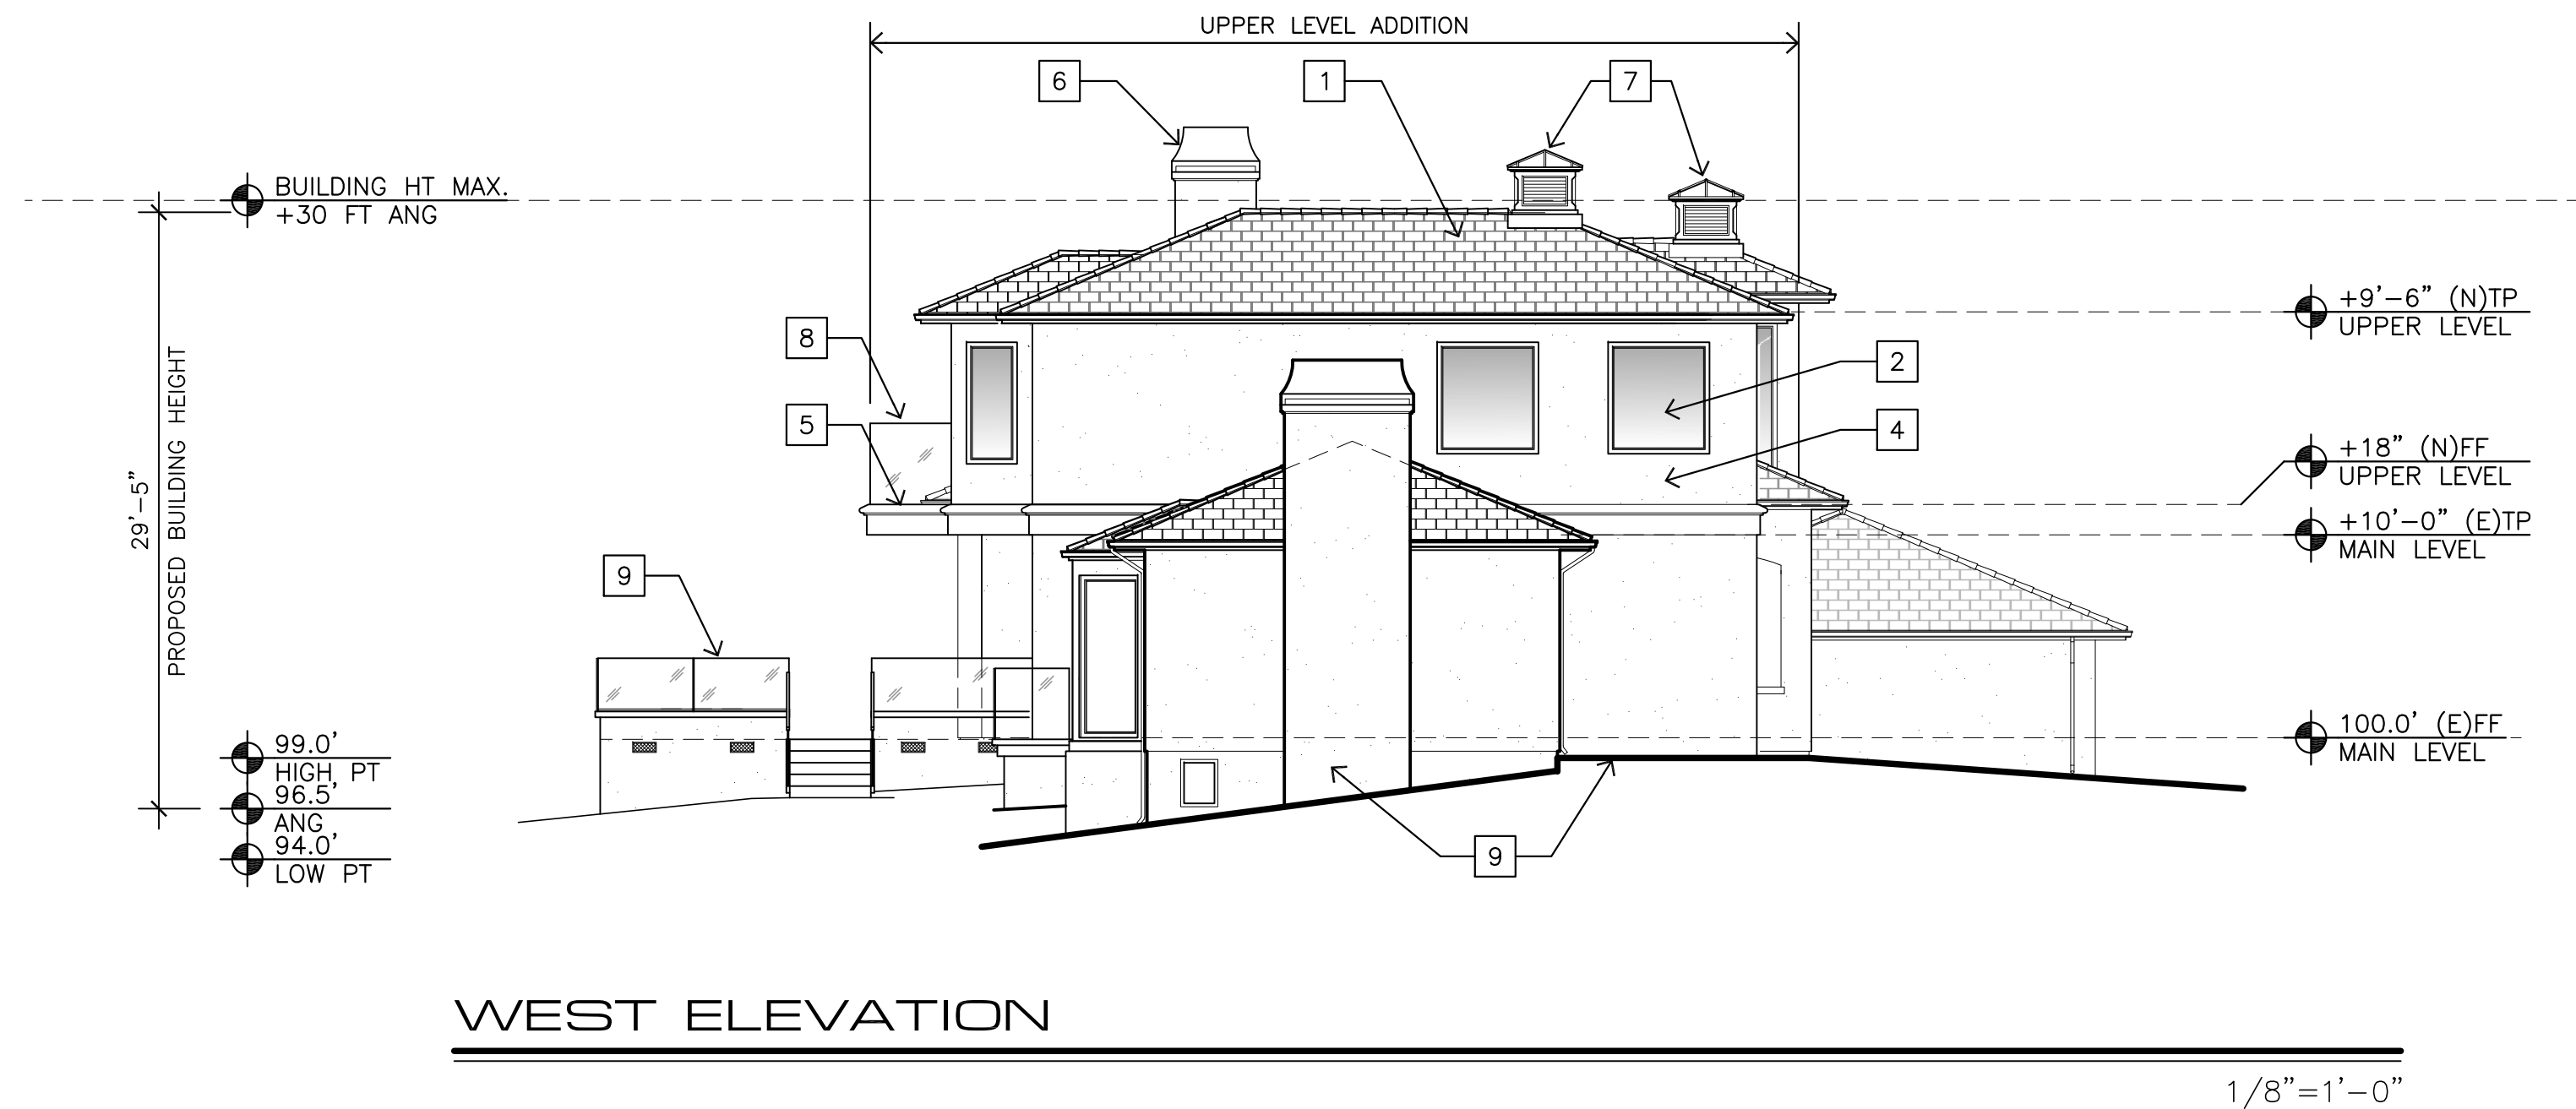 UPPER LEVEL ADDITION
6
1
7
BUILDING HT MAX.
+30 FT ANG
+9'-6" (N)TP
UPPER LEVEL
8
2
5
4
+18" (N)FF
UPPER LEVEL
+10'-0" (E)TP
MAIN LEVEL
29'-5"
PROPOSED BUILDING HEIGHT
9
100.0' (E)FF
MAIN LEVEL
99.0'
HIGH PT
96.5'
ANG
94.0'
LOW PT
9
WEST ELEVATION
1/8"=1'-0"